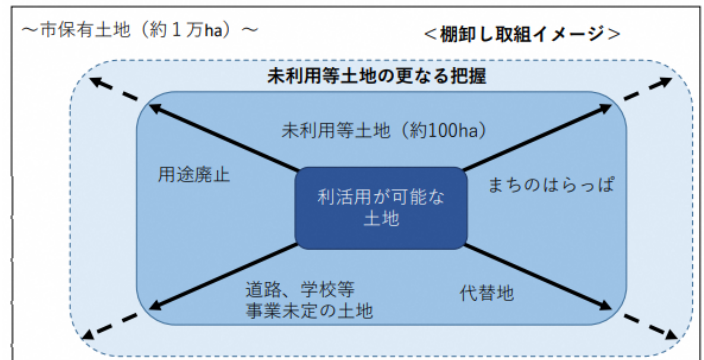 ～市保有土地（約１万ha）～
＜棚卸し取組イメージ＞
未利用等土地の更なる把握
未利用等土地（約100ha）
用途廃止
まちのはらっぱ
利活用が可能な
土地
道路、学校等
事業未定の土地
代替地